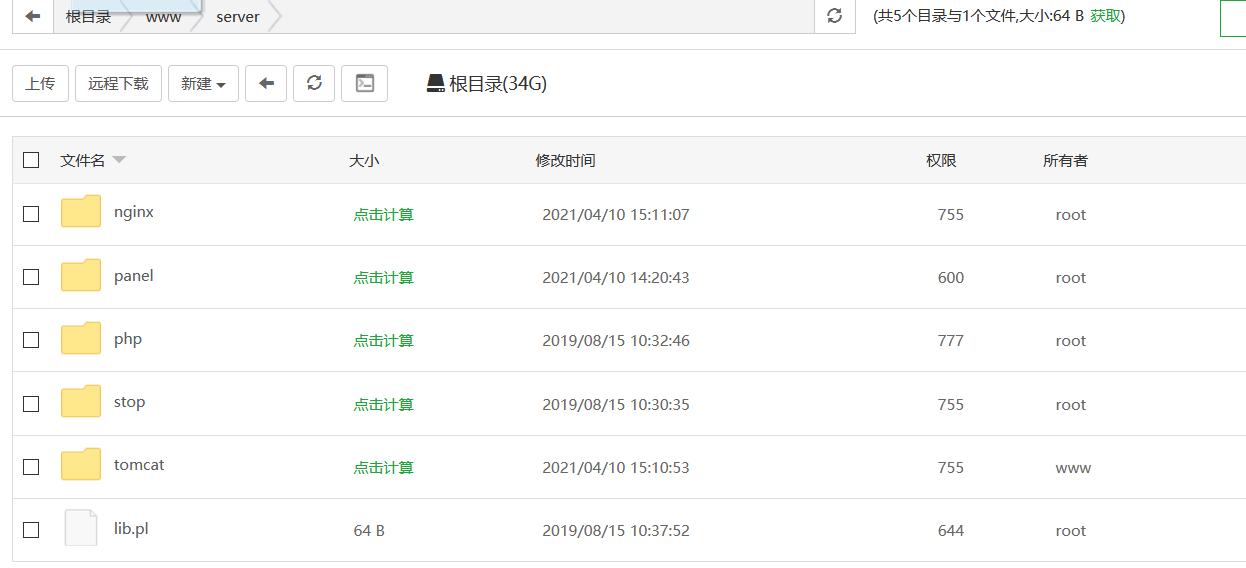 根目录 www server (共5个目录与1个文件,大小:64 B 获取)
上传 远程下载 新建 根目录(34G)
文件名 大小 修改时间 权限 所有者
nginx 点击计算 2021/04/10 15:11:07 755 root
panel 点击计算 2021/04/10 14:20:43 600 root
php 点击计算 2019/08/15 10:32:46 777 root
stop 点击计算 2019/08/15 10:30:35 755 root
tomcat 点击计算 2021/04/10 15:10:53 755 www
lib.pl 64 B 2019/08/15 10:37:52 644 root